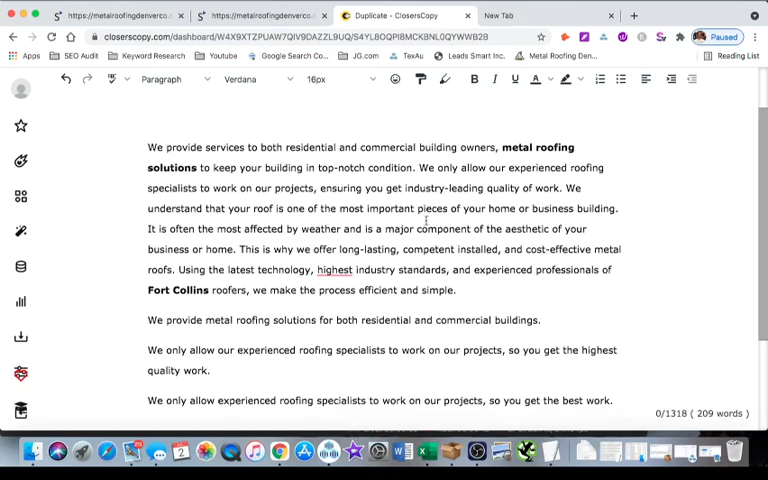 https://metalroofingdenverco.c
https://metalroofingdenverco.c
Duplicate - ClosersCopy
New Tab
closerscopy.com/dashboard/W4X9XTZPUAW7QIV9DAZZL9UQ/S4YL8OQPI8MCKBNL0QYWWB2B
Paused
Apps
SEO Audit
Keyword Research
Youtube
Google Search Co...
JG.com
TexAu
Leads Smart Inc.
Metal Roofing Den...
Reading List
Paragraph
Verdana
16px
We provide services to both residential and commercial building owners, metal roofing
solutions to keep your building in top-notch condition. We only allow our experienced roofing
specialists to work on our projects, ensuring you get industry-leading quality of work. We
understand that your roof is one of the most important pieces of your home or business building.
It is often the most affected by weather and is a major component of the aesthetic of your
business or home. This is why we offer long-lasting, competent installed, and cost-effective metal
roofs. Using the latest technology, highest industry standards, and experienced professionals of
Fort Collins roofers, we make the process efficient and simple.
We provide metal roofing solutions for both residential and commercial buildings.
We only allow our experienced roofing specialists to work on our projects, so you get the highest
quality work.
We only allow experienced roofing specialists to work on our projects, so you get the best work.
0/1318 ( 209 words )